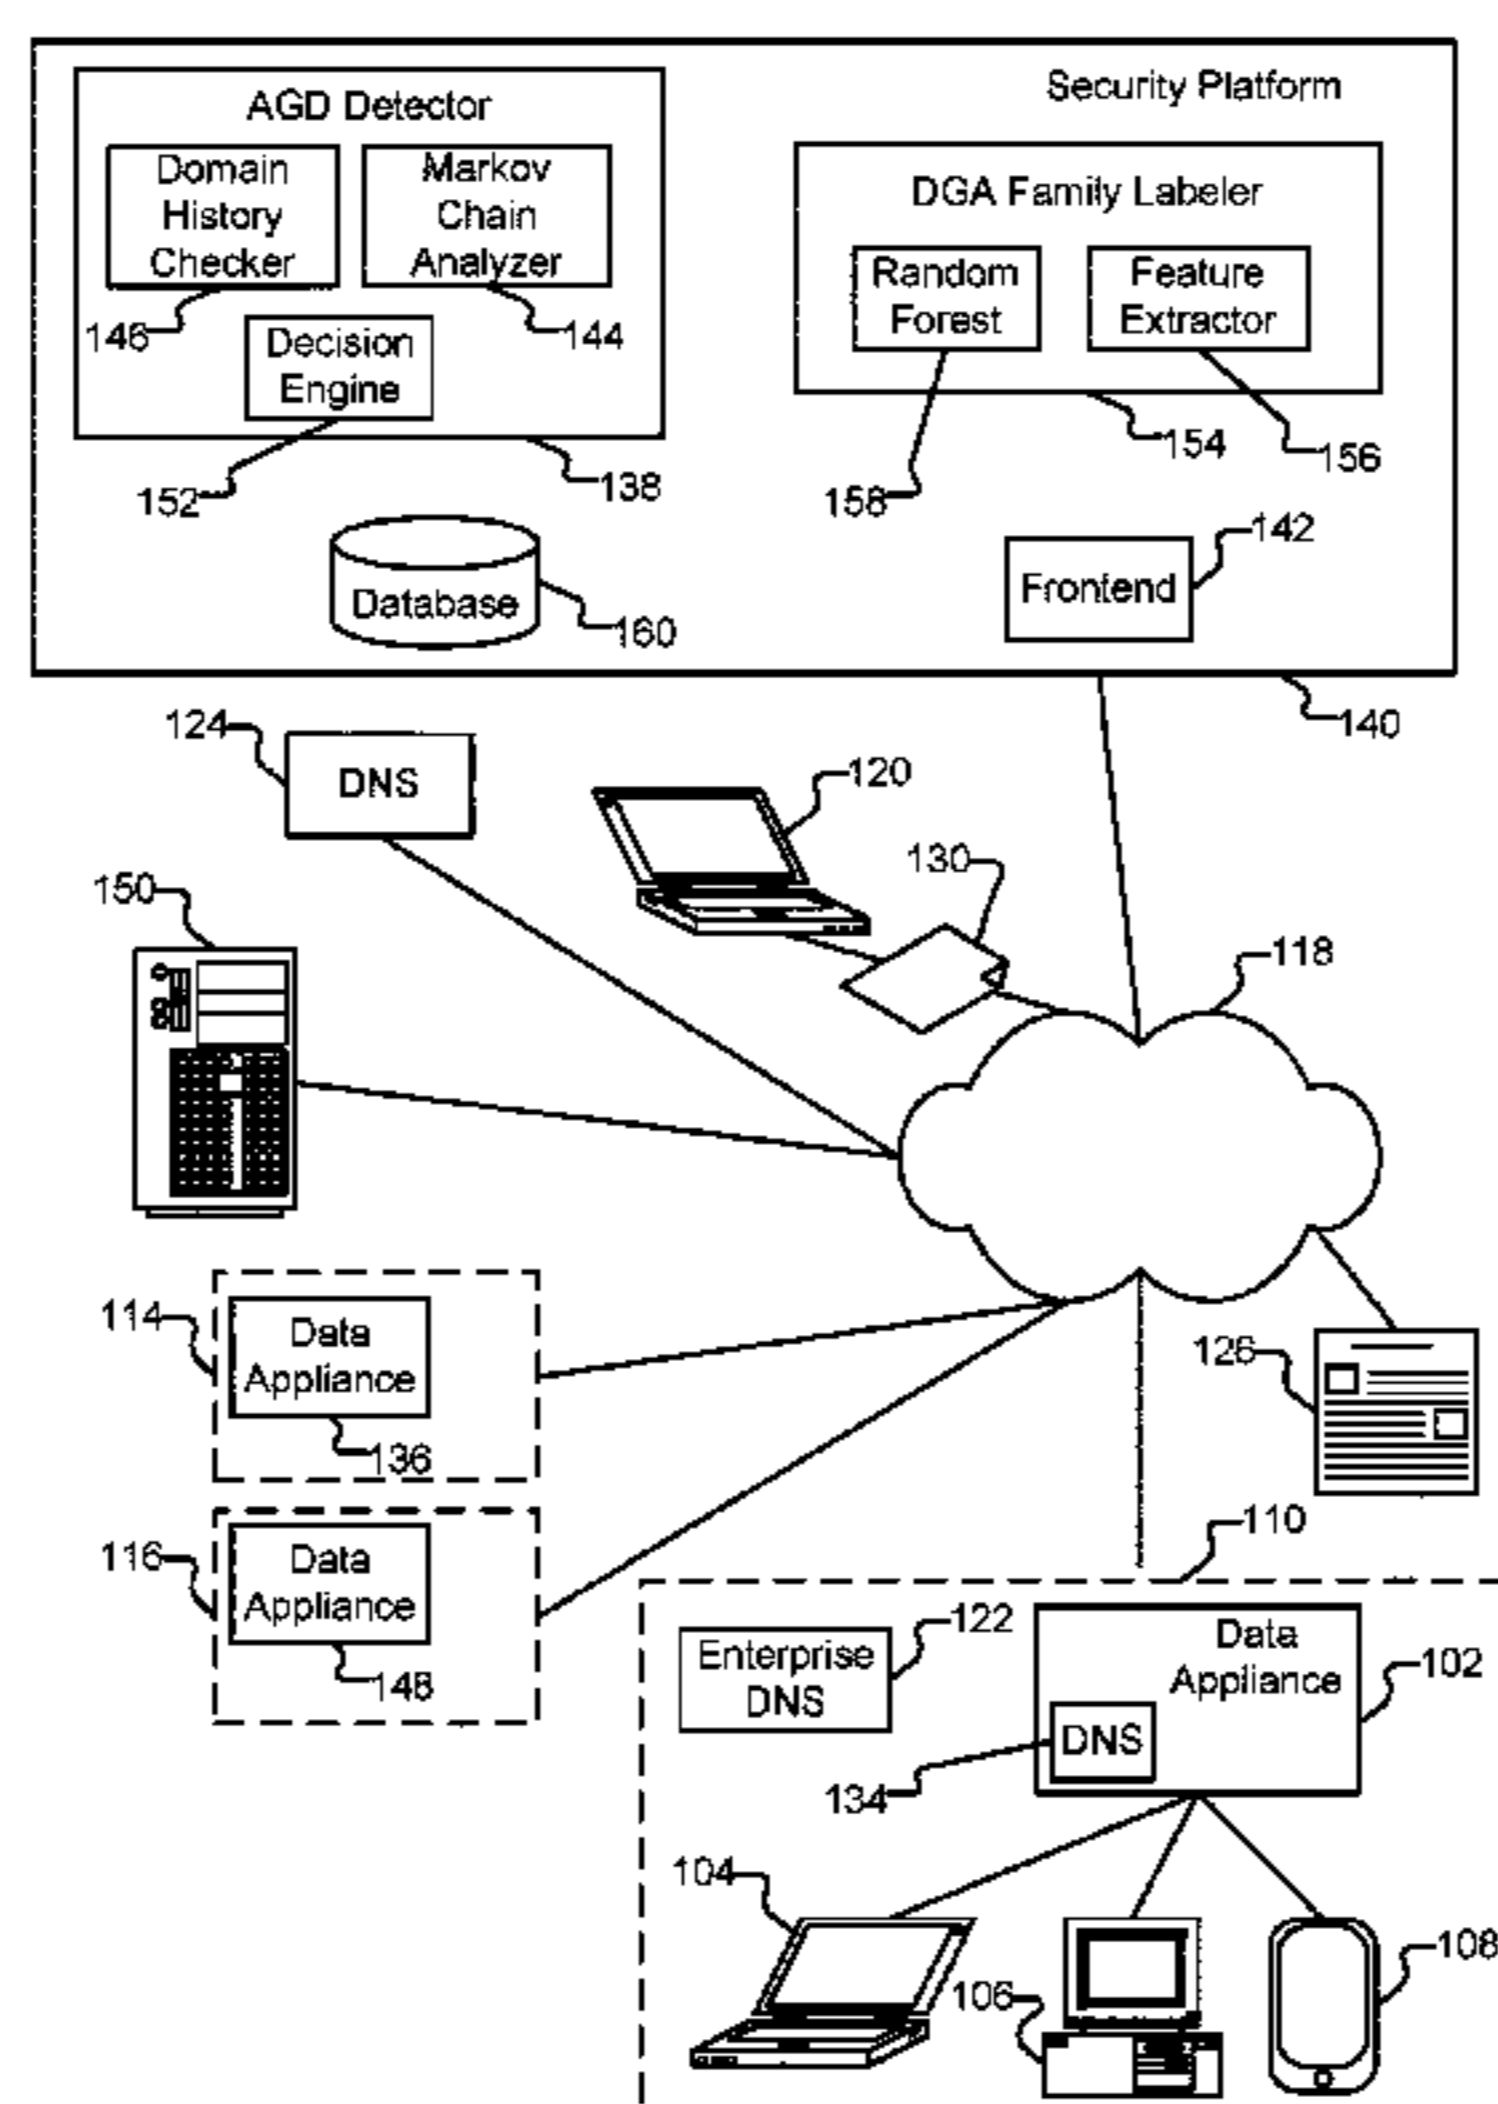 Security Platform
AGD Detector
Domain
History
Checker
Markov
Chain
Analyzer
146
144
Decision
Engine
152
138
DGA Family Labeler
Random
Forest
Feature
Extractor
154
156
158
142
Frontend
Database
160
140
124
DNS
120
130
150
118
114
Data
Appliance
136
126
116
Data
Appliance
148
110
122
Enterprise
DNS
Data
Appliance
102
DNS
134
104
106
108